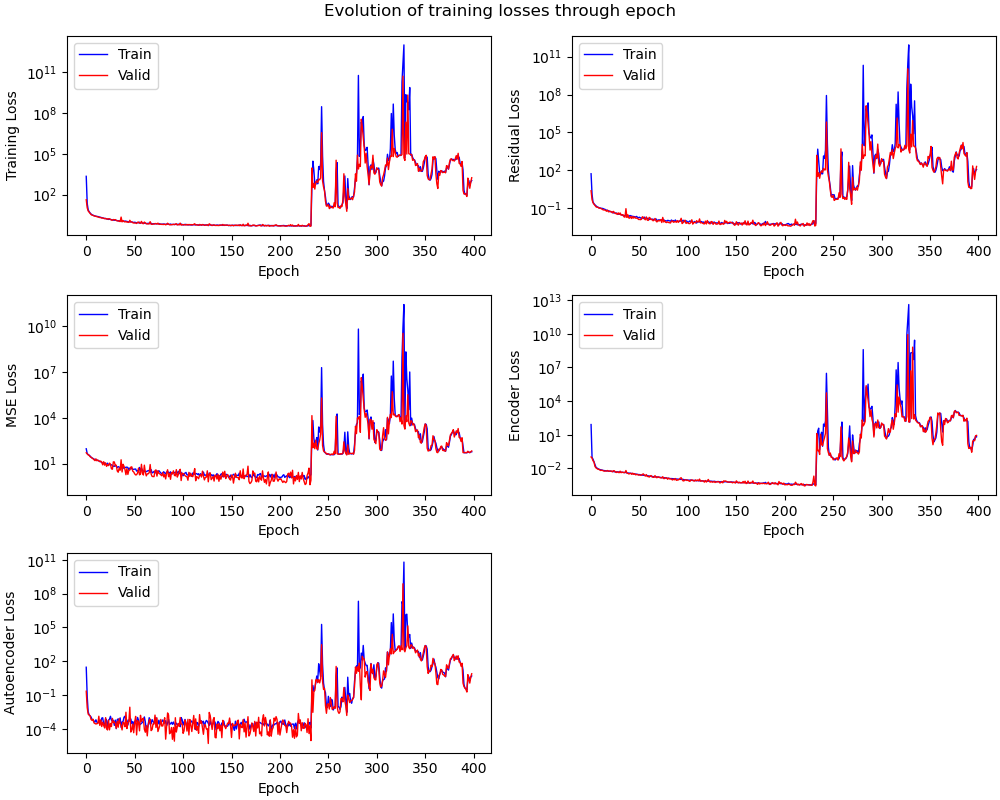 Evolution of training losses through epoch
Training Loss
10^11
10^8
10^5
10^2
Train
Valid
0 50 100 150 200 250 300 350 400
Epoch
Residual Loss
10^11
10^8
10^5
10^2
10^−1
Train
Valid
0 50 100 150 200 250 300 350 400
Epoch
MSE Loss
10^10
10^7
10^4
10^1
Train
Valid
0 50 100 150 200 250 300 350 400
Epoch
Encoder Loss
10^13
10^10
10^7
10^4
10^1
10^−2
Train
Valid
0 50 100 150 200 250 300 350 400
Epoch
Autoencoder Loss
10^11
10^8
10^5
10^2
10^−1
10^−4
Train
Valid
0 50 100 150 200 250 300 350 400
Epoch